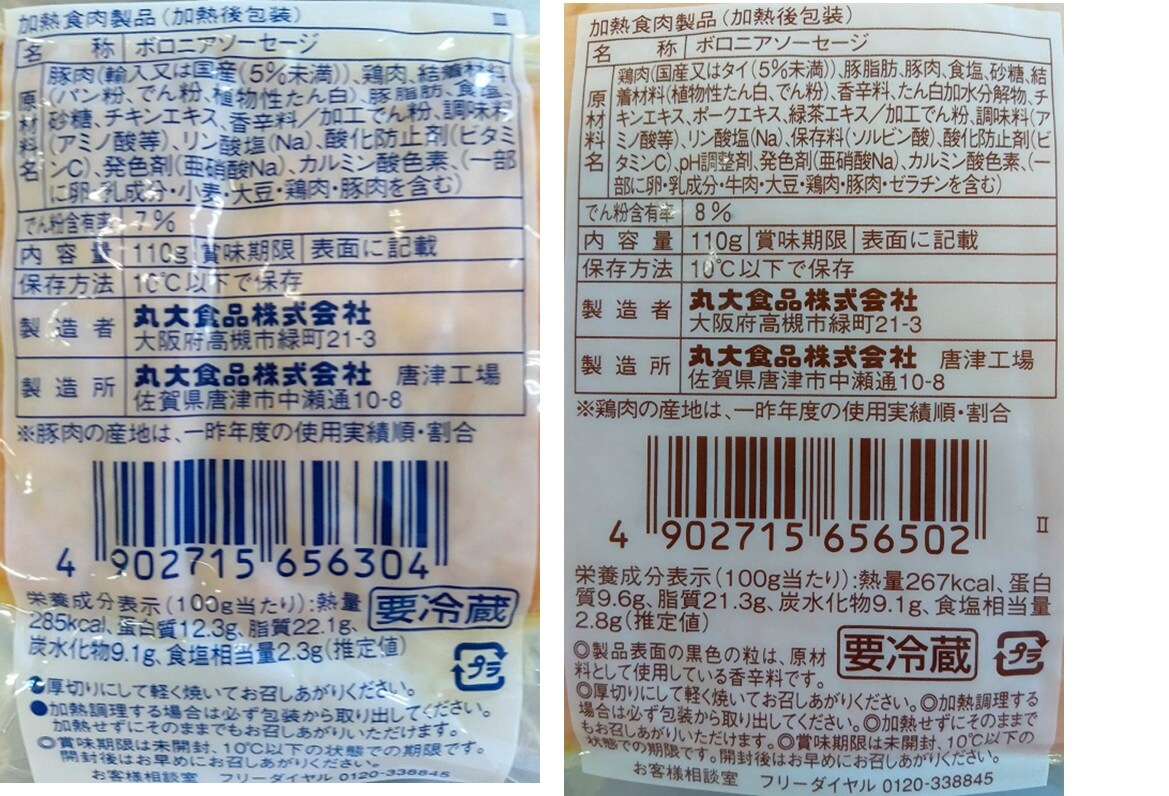 加熱食肉製品(加熱後包装)
Ⅲ
名称 ボロニアソーセージ
原材料名
豚肉(輸入又は国産(5%未満))、鶏肉、結着材料
(パン粉、でん粉、植物性たん白)、豚脂肪、食塩、
砂糖、チキンエキス、香辛料/加工でん粉、調味料
(アミノ酸等)、リン酸塩(Na)、酸化防止剤(ビタミ
ンC)、発色剤(亜硝酸Na)、カルミン酸色素、(一部
に卵・乳成分・小麦・大豆・鶏肉・豚肉を含む)
でん粉含有率 7%
内容量 110g 賞味期限 表面に記載
保存方法 10℃以下で保存
製造者 丸大食品株式会社
大阪府高槻市緑町21-3
製造所 丸大食品株式会社 唐津工場
佐賀県唐津市中瀬通10-8
※豚肉の産地は、一昨年度の使用実績順・割合
4 902715 656304
栄養成分表示(100g当たり):熱量
285kcal、蛋白質12.3g、脂質22.1g、
炭水化物9.1g、食塩相当量2.3g(推定値)
要冷蔵
プラ
厚切りにして軽く焼いてお召しあがりください。
●加熱調理する場合は必ず包装から取り出してください。
加熱せずにそのままでもお召しあがりいただけます。
◎賞味期限は未開封、10℃以下の状態での期限です。
開封後はお早めにお召しあがりください。
お客様相談室 フリーダイヤル 0120-338845
加熱食肉製品(加熱後包装)
名称 ボロニアソーセージ
原材料名
鶏肉(国産又はタイ(5%未満))、豚脂肪、豚肉、食塩、砂糖、結
着材料(植物性たん白、でん粉)、香辛料、たん白加水分解物、チ
キンエキス、ポークエキス、緑茶エキス/加工でん粉、調味料(ア
ミノ酸等)、リン酸塩(Na)、保存料(ソルビン酸)、酸化防止剤(ビ
タミンC)、pH調整剤、発色剤(亜硝酸Na)、カルミン酸色素、(一
部に卵・乳成分・牛肉・大豆・鶏肉・豚肉・ゼラチンを含む)
でん粉含有率 8%
内容量 110g 賞味期限 表面に記載
保存方法 10℃以下で保存
製造者 丸大食品株式会社
大阪府高槻市緑町21-3
製造所 丸大食品株式会社 唐津工場
佐賀県唐津市中瀬通10-8
※鶏肉の産地は、一昨年度の使用実績順・割合
4 902715 656502
Ⅱ
栄養成分表示(100g当たり):熱量267kcal、蛋白
質9.6g、脂質21.3g、炭水化物9.1g、食塩相当量
2.8g(推定値)
要冷蔵
プラ
◎製品表面の黒色の粒は、原材
料として使用している香辛料です。
◎厚切りにして軽く焼いてお召しあがりください。◎加熱調理する
場合は必ず包装から取り出してください。◎加熱せずにそのままで
もお召しあがりいただけます。◎賞味期限は未開封、10℃以下の
状態での期限です。開封後はお早めにお召しあがりください。
お客様相談室 フリーダイヤル 0120-338845